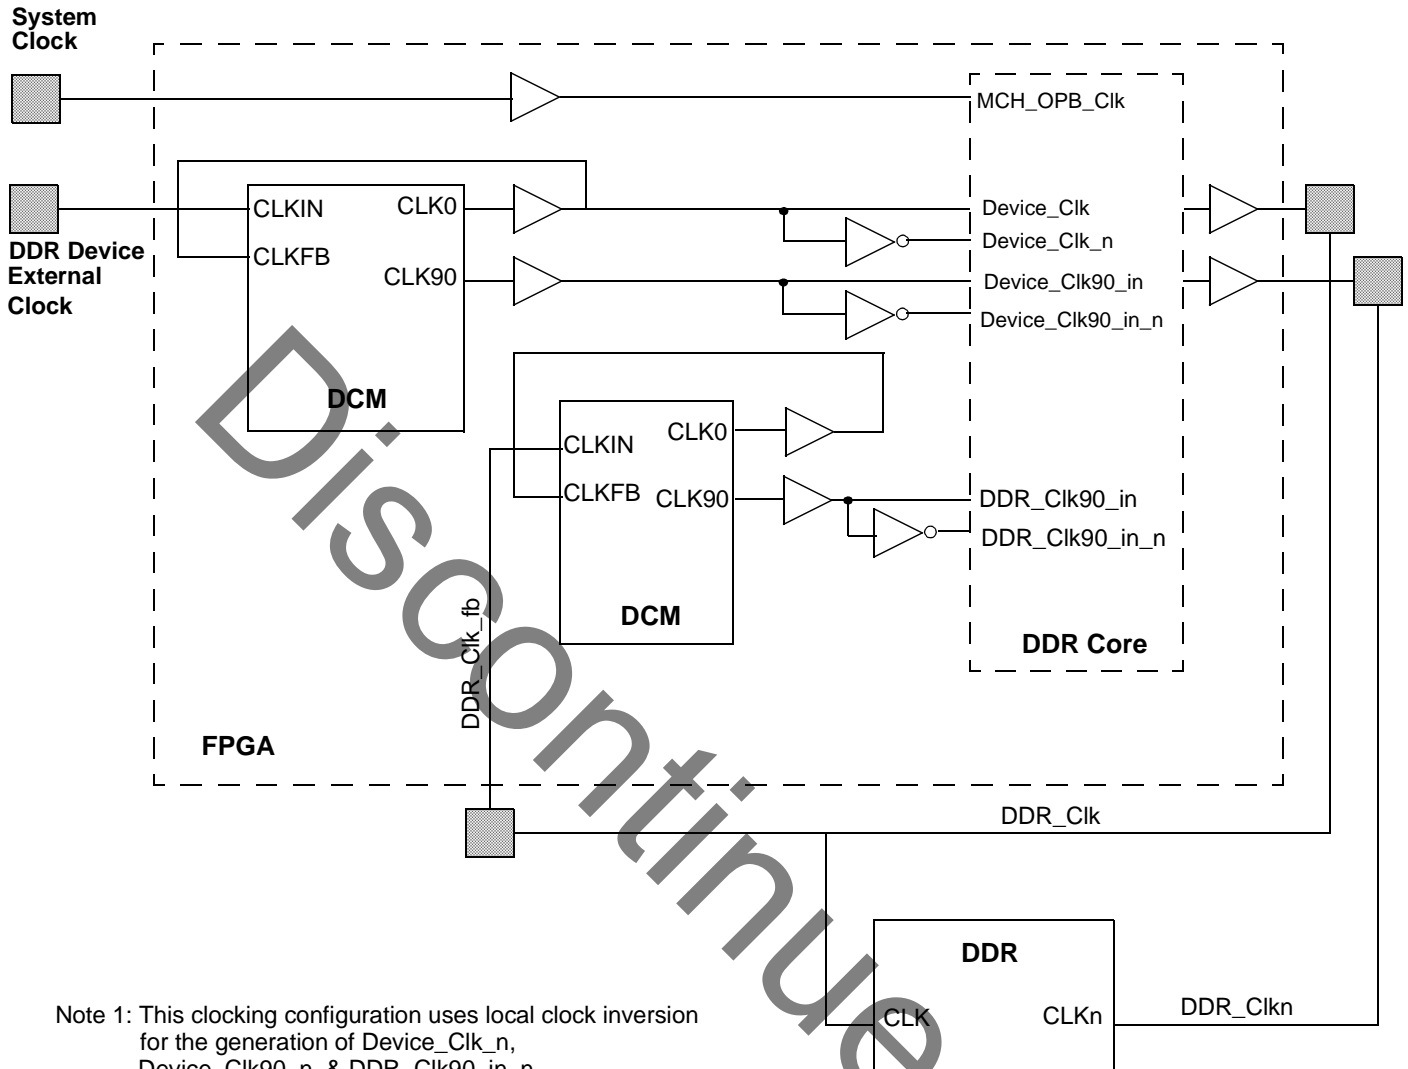 System
Clock
MCH_OPB_Clk
CLKIN
CLK0
CLKFB
CLK90
DCM
DDR Device
External
Clock
Device_Clk
Device_Clk_n
Device_Clk90_in
Device_Clk90_in_n
CLKIN
CLK0
CLKFB
CLK90
DCM
DDR_Clk90_in
DDR_Clk90_in_n
DDR Core
DDR_Clk_fb
FPGA
DDR_Clk
DDR
CLK
CLKn
DDR_Clkn
Discontinue
Note 1: This clocking configuration uses local clock inversion
for the generation of Device_Clk_n,
Device_Clk90_n, & DDR_Clk90_in_n